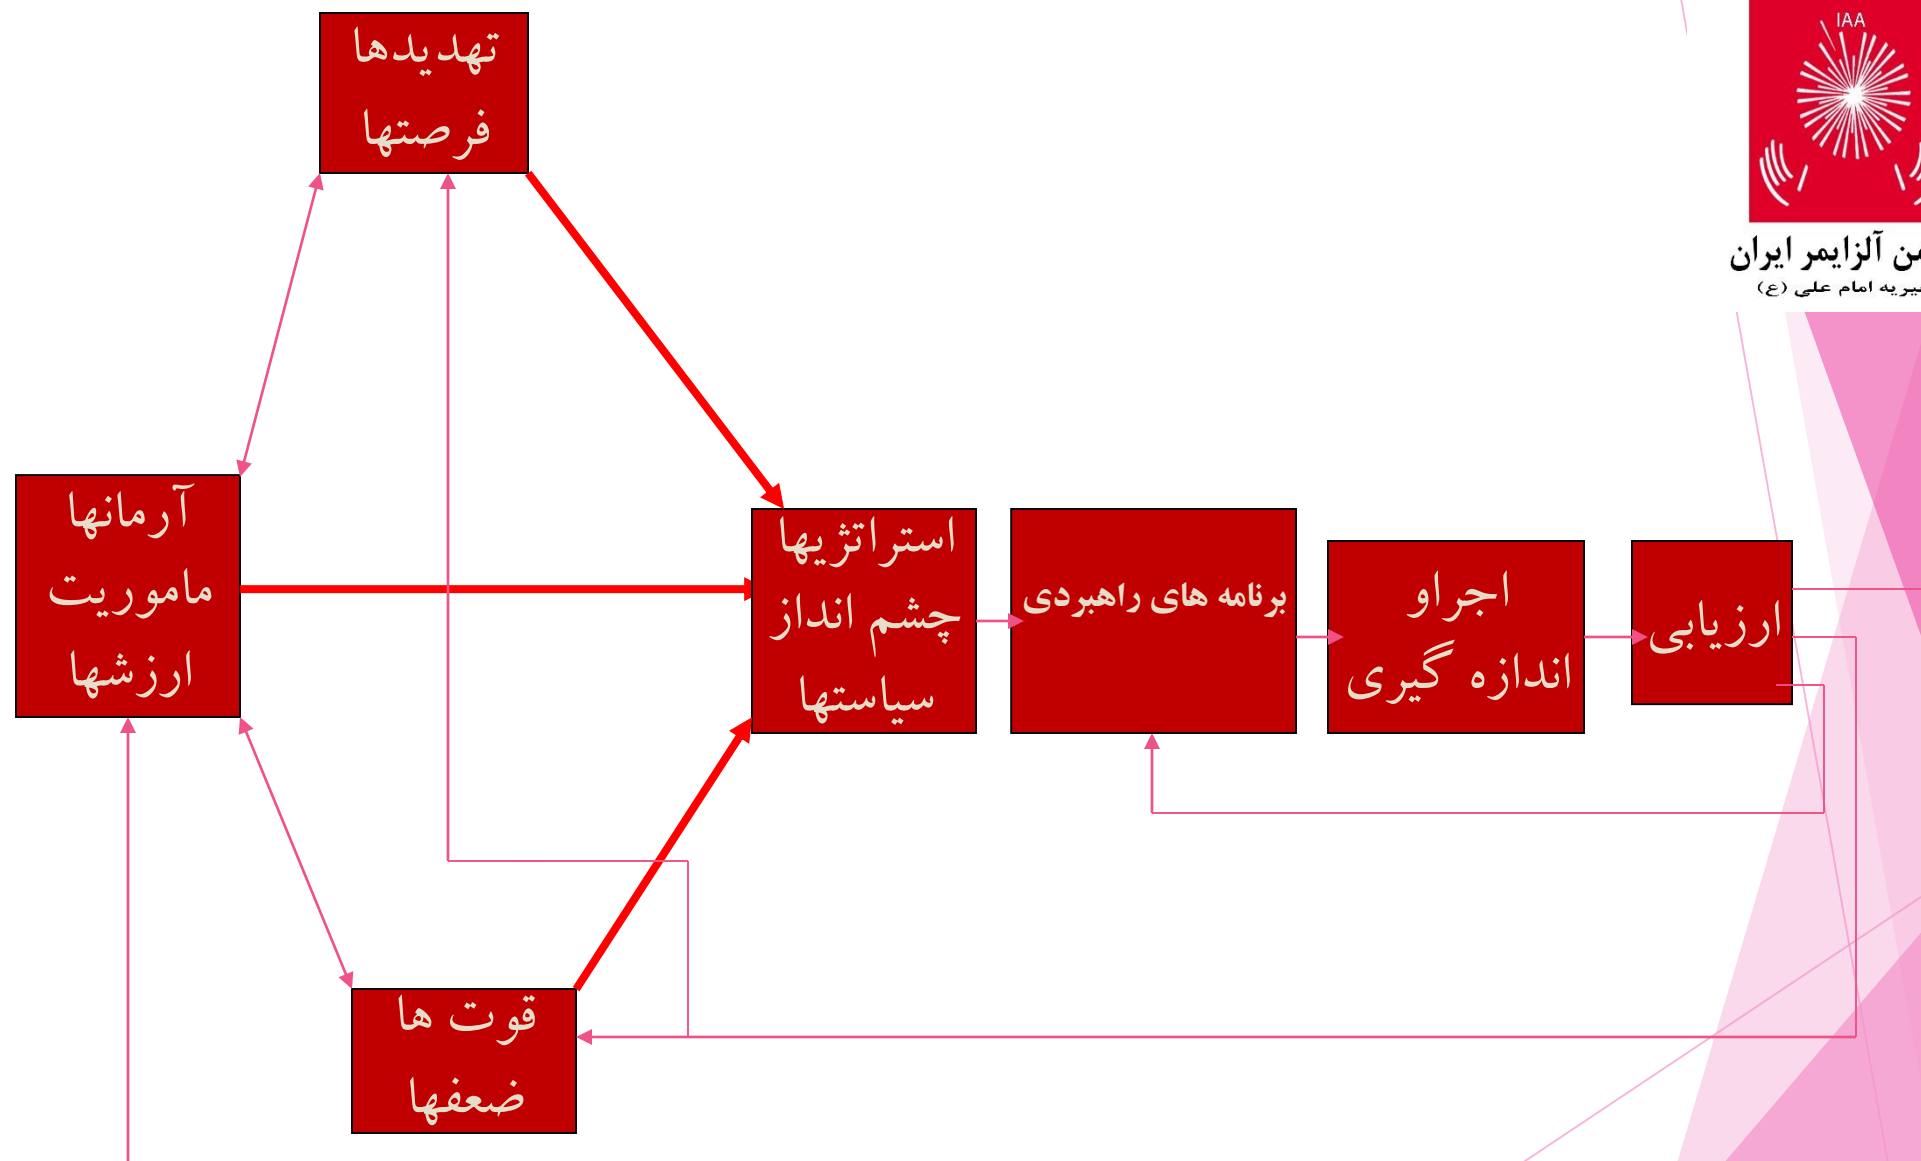 IAA
آلزایمر ایران
امام علی (ع)
تهدیدها
فرصتها
آرمانها
ماموریت
ارزشها
استراتژیها
چشم انداز
سیاستها
برنامه های راهبردی
اجراو
اندازه گیری
ارزیابی
قوت ها
ضعفها